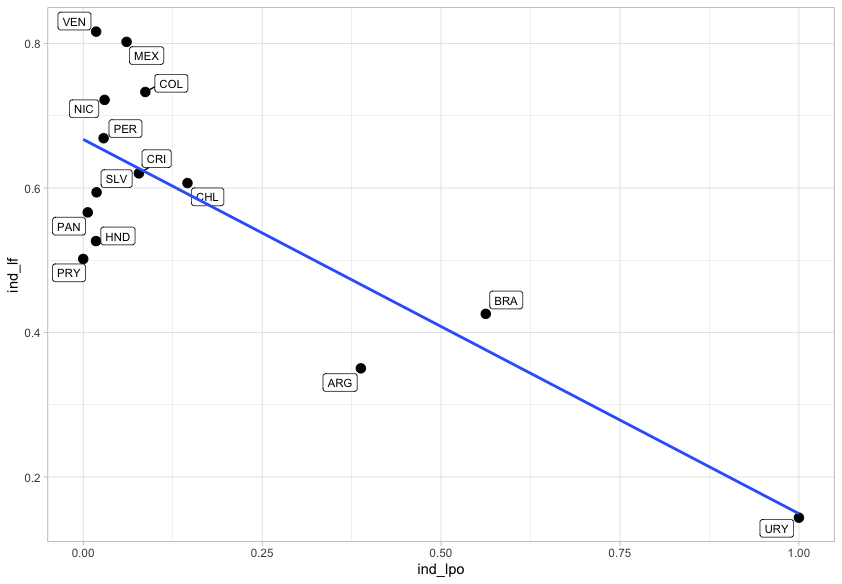 VEN
MEX
COL
NIC
PER
CRI
SLV
CHL
PAN
HND
PRY
BRA
ARG
URY
0.8
0.6
0.4
0.2
ind_lf
0.00 0.25 0.50 0.75 1.00
ind_lpo